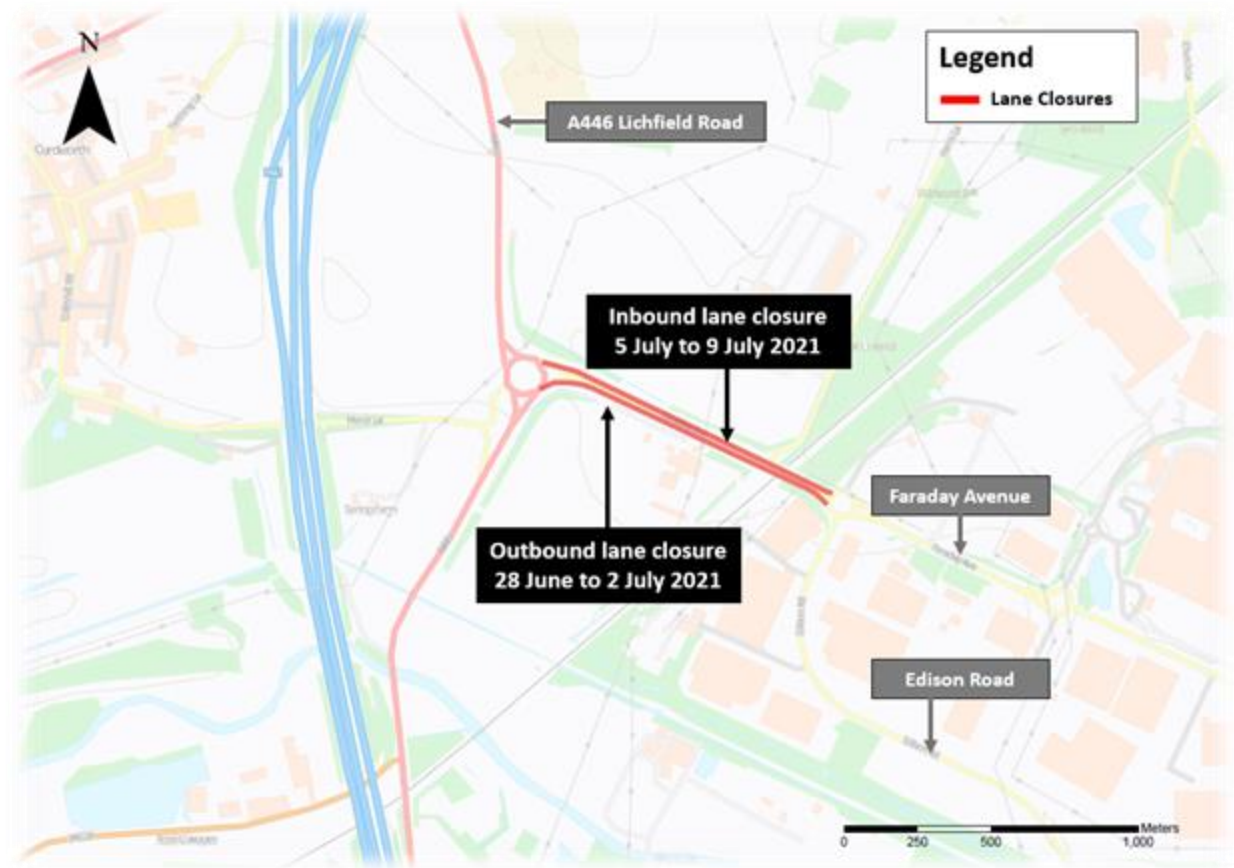 N
Legend
Lane Closures
A446 Lichfield Road
Curdworth
Inbound lane closure
5 July to 9 July 2021
Faraday Avenue
Outbound lane closure
28 June to 2 July 2021
Edison Road
Meters
0 250 500 1,000